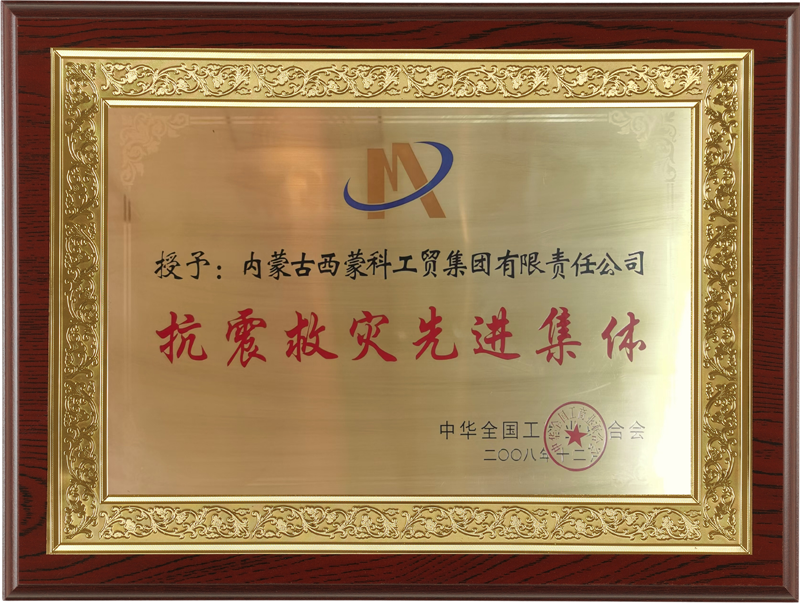 授予：内蒙古西蒙科工贸集团有限责任公司
抗震救灾先进集体
中华全国工 合会
二〇〇八年十二